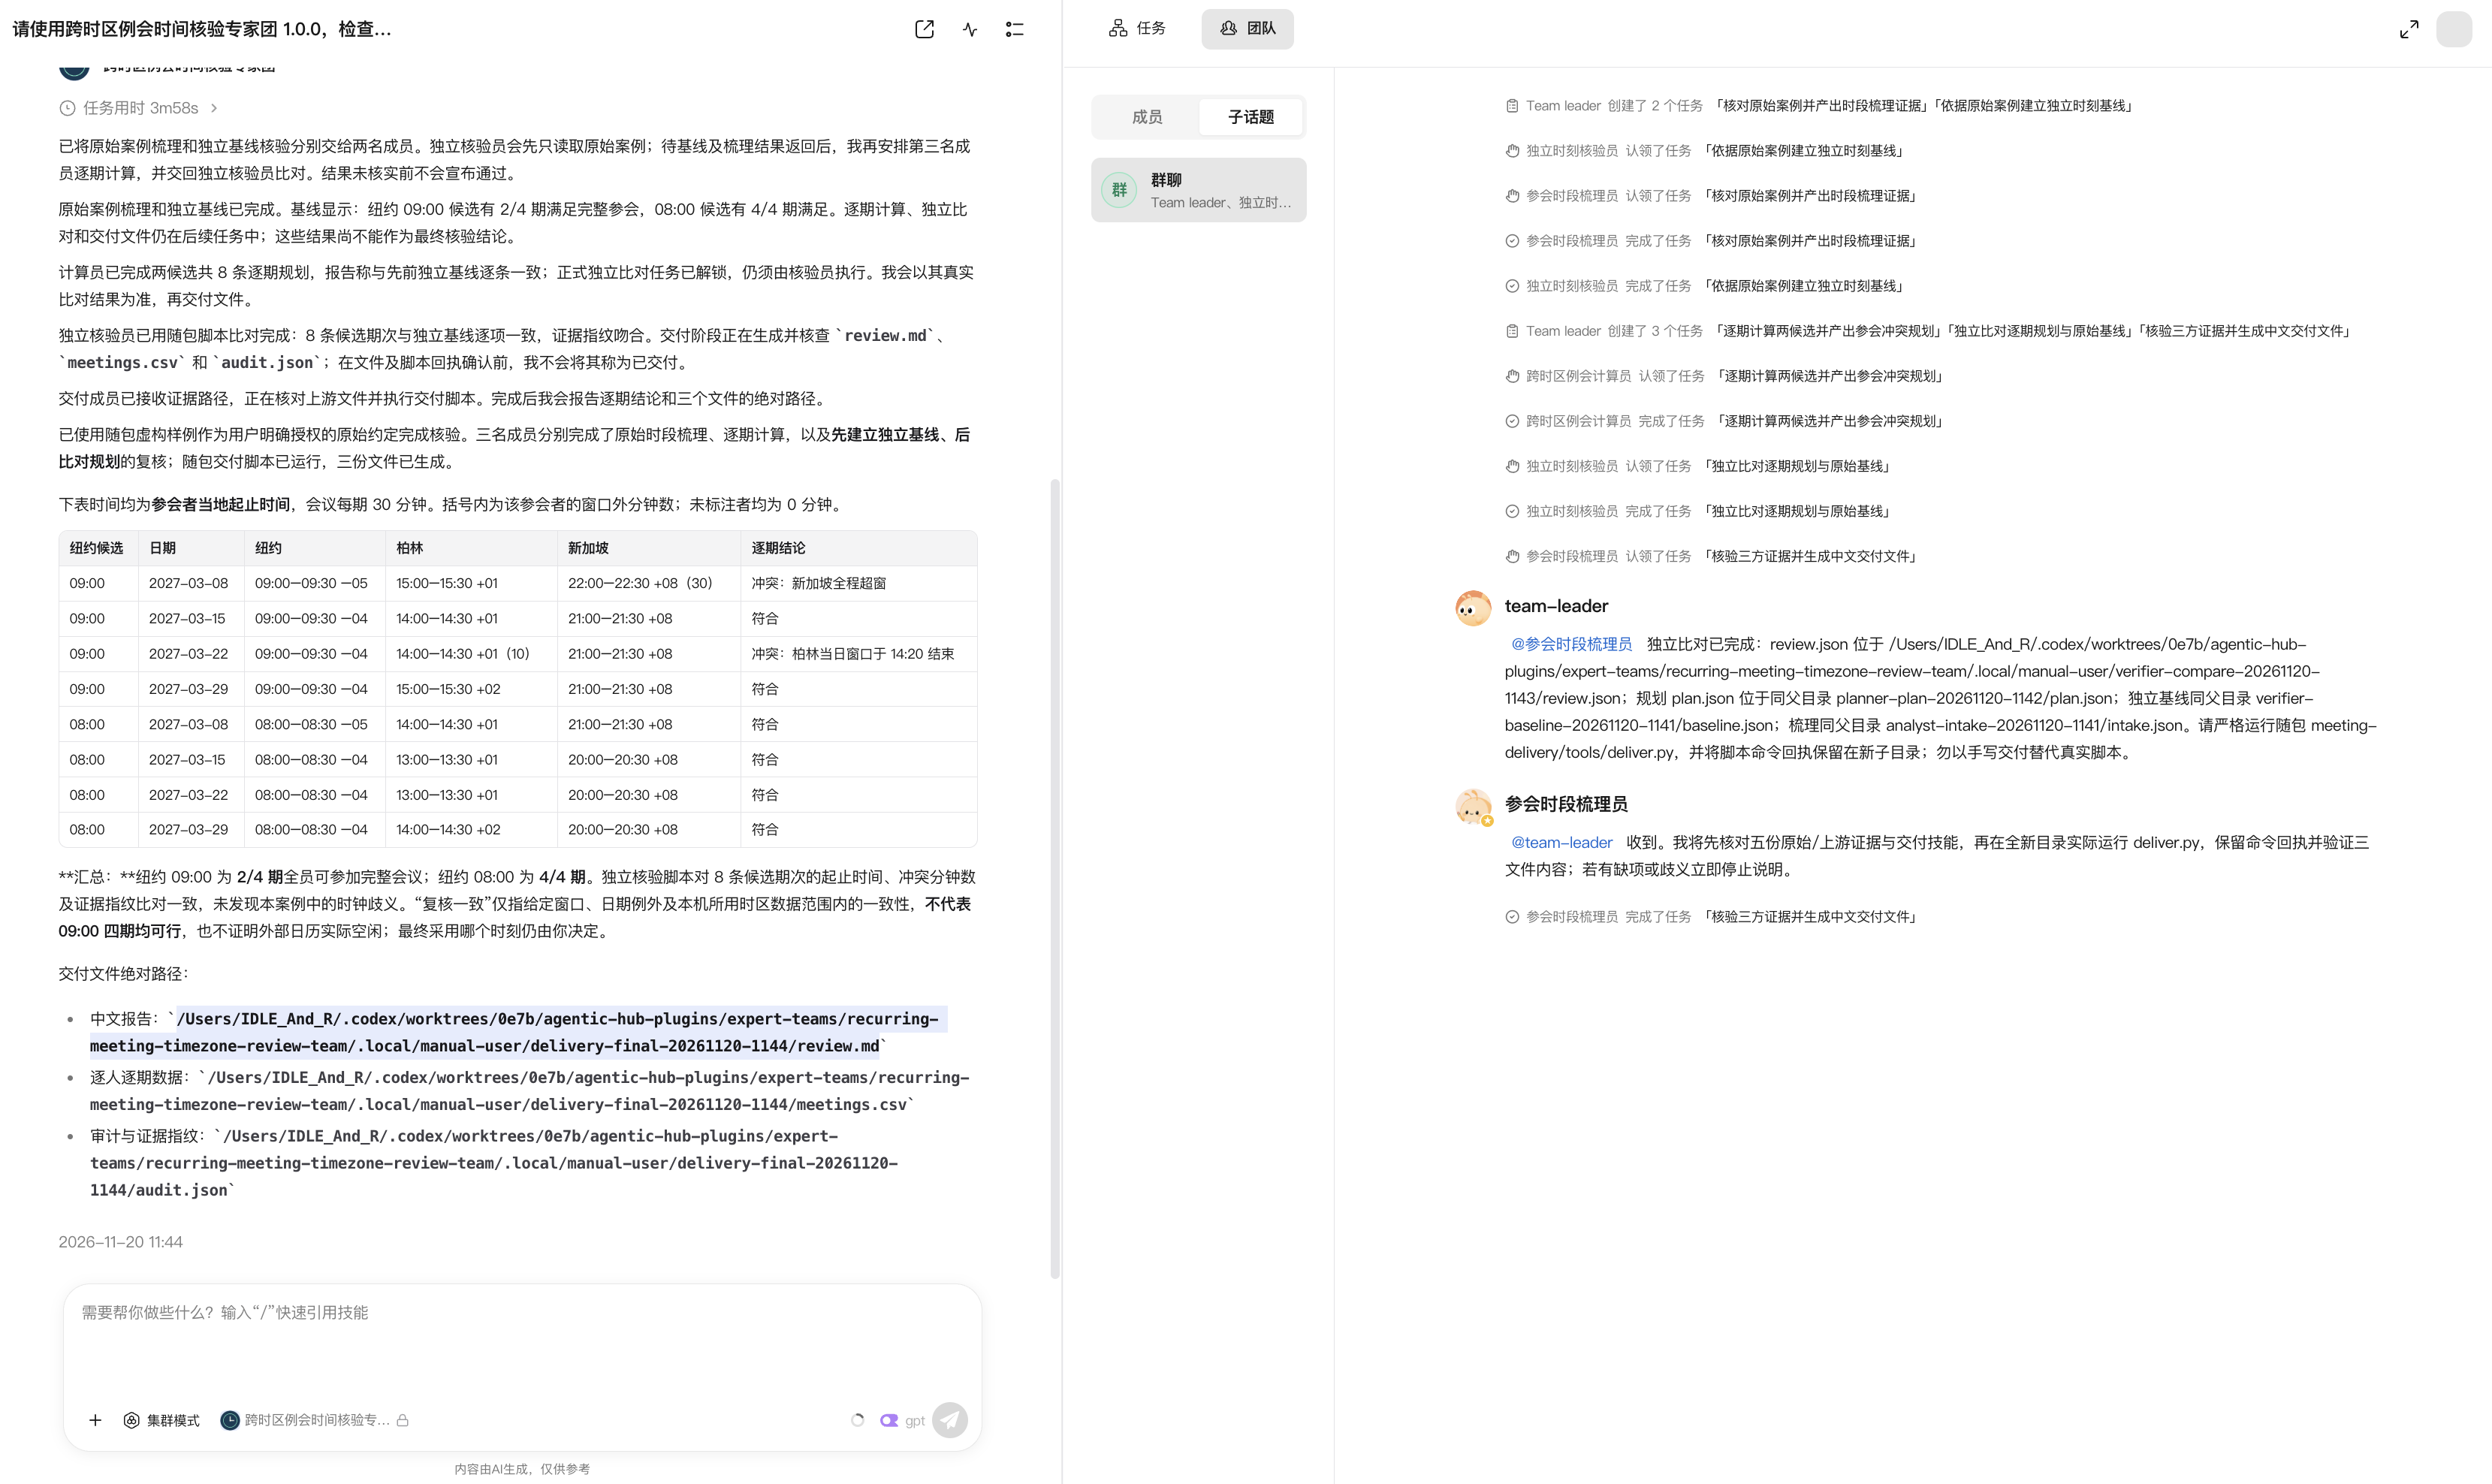 请使用跨时区例会时间核验专家团 1.0.0，检查...
跨时区例会时间核验专家团
任务用时 3m58s
已将原始案例梳理和独立基线核验分别交给两名成员。独立核验员会先只读取原始案例；待基线及梳理结果返回后，我再安排第三名成
员逐期计算，并交回独立核验员比对。结果未核实前不会宣布通过。
原始案例梳理和独立基线已完成。基线显示：纽约 09:00 候选有 2/4 期满足完整参会，08:00 候选有 4/4 期满足。逐期计算、独立比
对和交付文件仍在后续任务中；这些结果尚不能作为最终核验结论。
计算员已完成两候选共 8 条逐期规划，报告称与先前独立基线逐条一致；正式独立比对任务已解锁，仍须由核验员执行。我会以其真实
比对结果为准，再交付文件。
独立核验员已用随包脚本比对完成：8 条候选期次与独立基线逐项一致，证据指纹吻合。交付阶段正在生成并核查 `review.md`、
`meetings.csv` 和 `audit.json`；在文件及脚本回执确认前，我不会将其称为已交付。
交付成员已接收证据路径，正在核对上游文件并执行交付脚本。完成后我会报告逐期结论和三个文件的绝对路径。
已使用随包虚构样例作为用户明确授权的原始约定完成核验。三名成员分别完成了原始时段梳理、逐期计算，以及先建立独立基线、后
比对规划的复核；随包交付脚本已运行，三份文件已生成。
下表时间均为参会者当地起止时间，会议每期 30 分钟。括号内为该参会者的窗口外分钟数；未标注者均为 0 分钟。
纽约候选 日期 纽约 柏林 新加坡 逐期结论
09:00 2027-03-08 09:00—09:30 −05 15:00—15:30 +01 22:00—22:30 +08（30） 冲突：新加坡全程超窗
09:00 2027-03-15 09:00—09:30 −04 14:00—14:30 +01 21:00—21:30 +08 符合
09:00 2027-03-22 09:00—09:30 −04 14:00—14:30 +01（10） 21:00—21:30 +08 冲突：柏林当日窗口于 14:20 结束
09:00 2027-03-29 09:00—09:30 −04 15:00—15:30 +02 21:00—21:30 +08 符合
08:00 2027-03-08 08:00—08:30 −05 14:00—14:30 +01 21:00—21:30 +08 符合
08:00 2027-03-15 08:00—08:30 −04 13:00—13:30 +01 20:00—20:30 +08 符合
08:00 2027-03-22 08:00—08:30 −04 13:00—13:30 +01 20:00—20:30 +08 符合
08:00 2027-03-29 08:00—08:30 −04 14:00—14:30 +02 20:00—20:30 +08 符合
**汇总：**纽约 09:00 为 2/4 期全员可参加完整会议；纽约 08:00 为 4/4 期。独立核验脚本对 8 条候选期次的起止时间、冲突分钟数
及证据指纹比对一致，未发现本案例中的时钟歧义。“复核一致”仅指给定窗口、日期例外及本机所用时区数据范围内的一致性，不代表
09:00 四期均可行，也不证明外部日历实际空闲；最终采用哪个时刻仍由你决定。
交付文件绝对路径：
• 中文报告：`/Users/IDLE_And_R/.codex/worktrees/0e7b/agentic-hub-plugins/expert-teams/recurring-
meeting-timezone-review-team/.local/manual-user/delivery-final-20261120-1144/review.md`
• 逐人逐期数据：`/Users/IDLE_And_R/.codex/worktrees/0e7b/agentic-hub-plugins/expert-teams/recurring-
meeting-timezone-review-team/.local/manual-user/delivery-final-20261120-1144/meetings.csv`
• 审计与证据指纹：`/Users/IDLE_And_R/.codex/worktrees/0e7b/agentic-hub-plugins/expert-
teams/recurring-meeting-timezone-review-team/.local/manual-user/delivery-final-20261120-
1144/audit.json`
2026-11-20 11:44
需要帮你做些什么？输入“/”快速引用技能
集群模式 跨时区例会时间核验专... gpt
内容由AI生成，仅供参考
任务 团队
成员 子话题
群 群聊
Team leader、独立时...
Team leader 创建了 2 个任务 「核对原始案例并产出时段梳理证据」「依据原始案例建立独立时刻基线」
独立时刻核验员 认领了任务 「依据原始案例建立独立时刻基线」
参会时段梳理员 认领了任务 「核对原始案例并产出时段梳理证据」
参会时段梳理员 完成了任务 「核对原始案例并产出时段梳理证据」
独立时刻核验员 完成了任务 「依据原始案例建立独立时刻基线」
Team leader 创建了 3 个任务 「逐期计算两候选并产出参会冲突规划」「独立比对逐期规划与原始基线」「核验三方证据并生成中文交付文件」
跨时区例会计算员 认领了任务 「逐期计算两候选并产出参会冲突规划」
跨时区例会计算员 完成了任务 「逐期计算两候选并产出参会冲突规划」
独立时刻核验员 认领了任务 「独立比对逐期规划与原始基线」
独立时刻核验员 完成了任务 「独立比对逐期规划与原始基线」
参会时段梳理员 认领了任务 「核验三方证据并生成中文交付文件」
team-leader
@参会时段梳理员 独立比对已完成：review.json 位于 /Users/IDLE_And_R/.codex/worktrees/0e7b/agentic-hub-
plugins/expert-teams/recurring-meeting-timezone-review-team/.local/manual-user/verifier-compare-20261120-
1143/review.json；规划 plan.json 位于同父目录 planner-plan-20261120-1142/plan.json；独立基线同父目录 verifier-
baseline-20261120-1141/baseline.json；梳理同父目录 analyst-intake-20261120-1141/intake.json。请严格运行随包 meeting-
delivery/tools/deliver.py，并将脚本命令回执保留在新子目录；勿以手写交付替代真实脚本。
参会时段梳理员
@team-leader 收到。我将先核对五份原始/上游证据与交付技能，再在全新目录实际运行 deliver.py，保留命令回执并验证三
文件内容；若有缺项或歧义立即停止说明。
参会时段梳理员 完成了任务 「核验三方证据并生成中文交付文件」